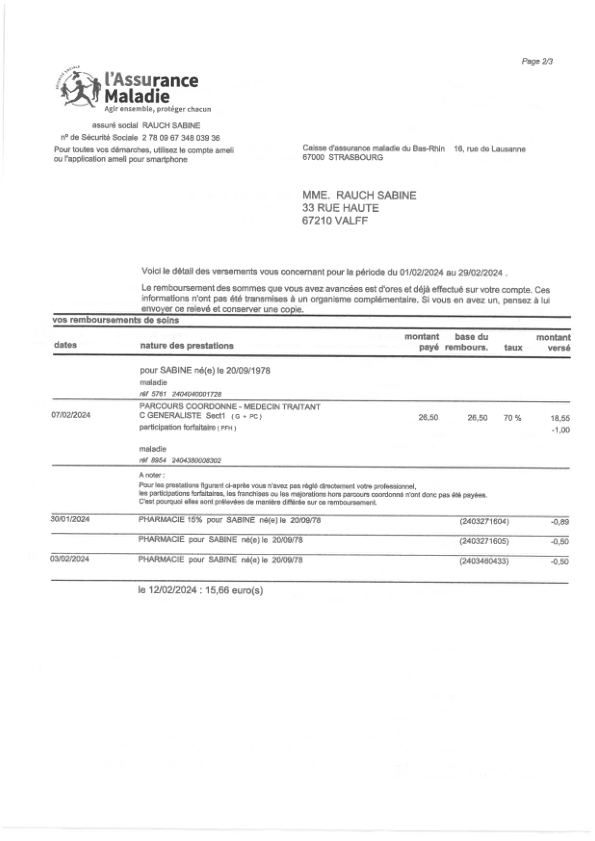 Page 2/3
SÉCURITÉ SOCIALE
l'Assurance
Maladie
Agir ensemble, protéger chacun
assuré social RAUCH SABINE
n° de Sécurité Sociale 2 78 09 67 348 039 36
Pour toutes vos démarches, utilisez le compte ameli
ou l'application ameli pour smartphone
Caisse d'assurance maladie du Bas-Rhin 16, rue de Lausanne
67000 STRASBOURG
MME. RAUCH SABINE
33 RUE HAUTE
67210 VALFF
Voici le détail des versements vous concernant pour la période du 01/02/2024 au 29/02/2024 .
Le remboursement des sommes que vous avez avancées est d'ores et déjà effectué sur votre compte. Ces
informations n'ont pas été transmises à un organisme complémentaire. Si vous en avez un, pensez à lui
envoyer ce relevé et conserver une copie.
vos remboursements de soins
dates nature des prestations montant payé base du rembours. taux montant versé
pour SABINE né(e) le 20/09/1978
maladie
réf 5761 2404040001728
07/02/2024 PARCOURS COORDONNE - MEDECIN TRAITANT
C GENERALISTE Sect1 ( G + PC ) 26,50 26,50 70 % 18,55
participation forfaitaire ( PFH ) -1,00
maladie
réf 8954 2404380008302
A noter :
Pour les prestations figurant ci-après vous n'avez pas réglé directement votre professionnel,
les participations forfaitaires, les franchises ou les majorations hors parcours coordonné n'ont donc pas été payées.
C'est pourquoi elles sont prélevées de manière différée sur ce remboursement.
30/01/2024 PHARMACIE 15% pour SABINE né(e) le 20/09/78 (2403271604) -0,89
PHARMACIE pour SABINE né(e) le 20/09/78 (2403271605) -0,50
03/02/2024 PHARMACIE pour SABINE né(e) le 20/09/78 (2403480433) -0,50
le 12/02/2024 : 15,66 euro(s)